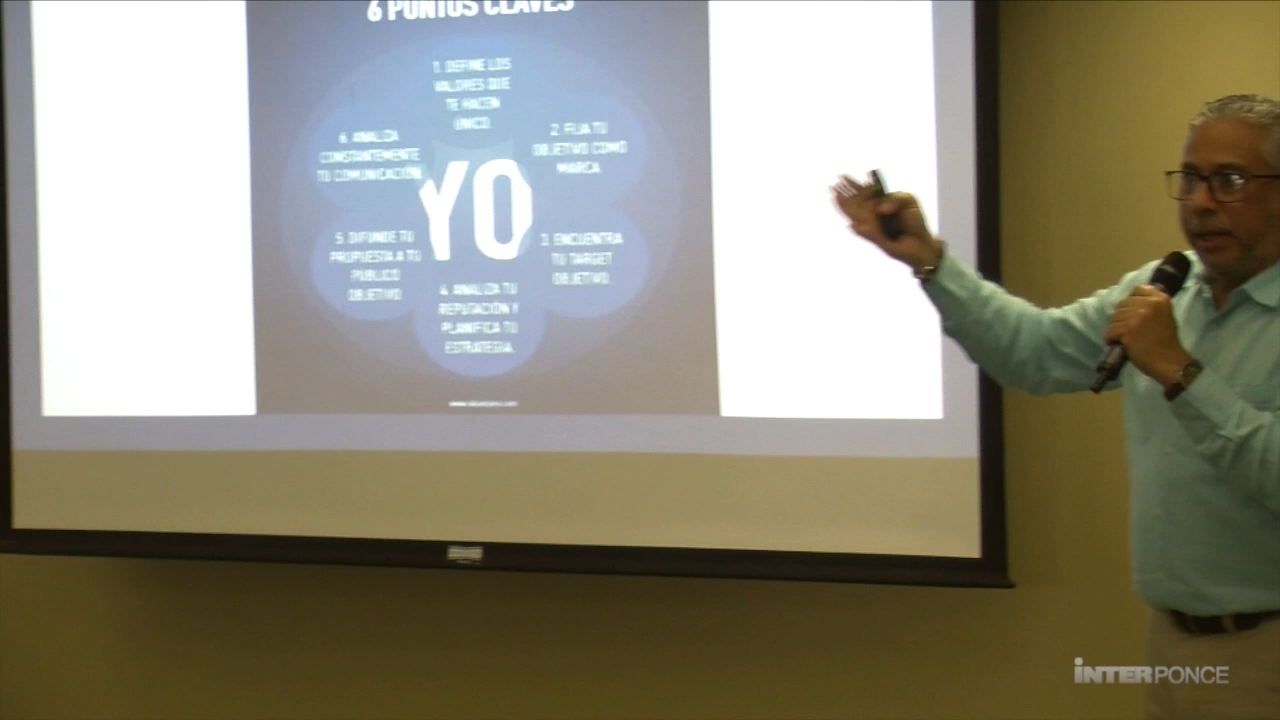 6 PUNTOS CLAVES
1. DEFINE LOS
VALORES QUE
TE HACEN
ÚNICO.
2. FIJA TU
OBJETIVO COMO
MARCA.
3. ENCUENTRA
TU TARGET
OBJETIVO.
4. ANALIZA TU
REPUTACIÓN Y
PLANIFICA TU
ESTRATEGIA.
5. DIFUNDE TU
PROPUESTA A TU
PÚBLICO
OBJETIVO.
6. ANALIZA
CONSTANTEMENTE
TU COMUNICACIÓN.
YO
INTERPONCE